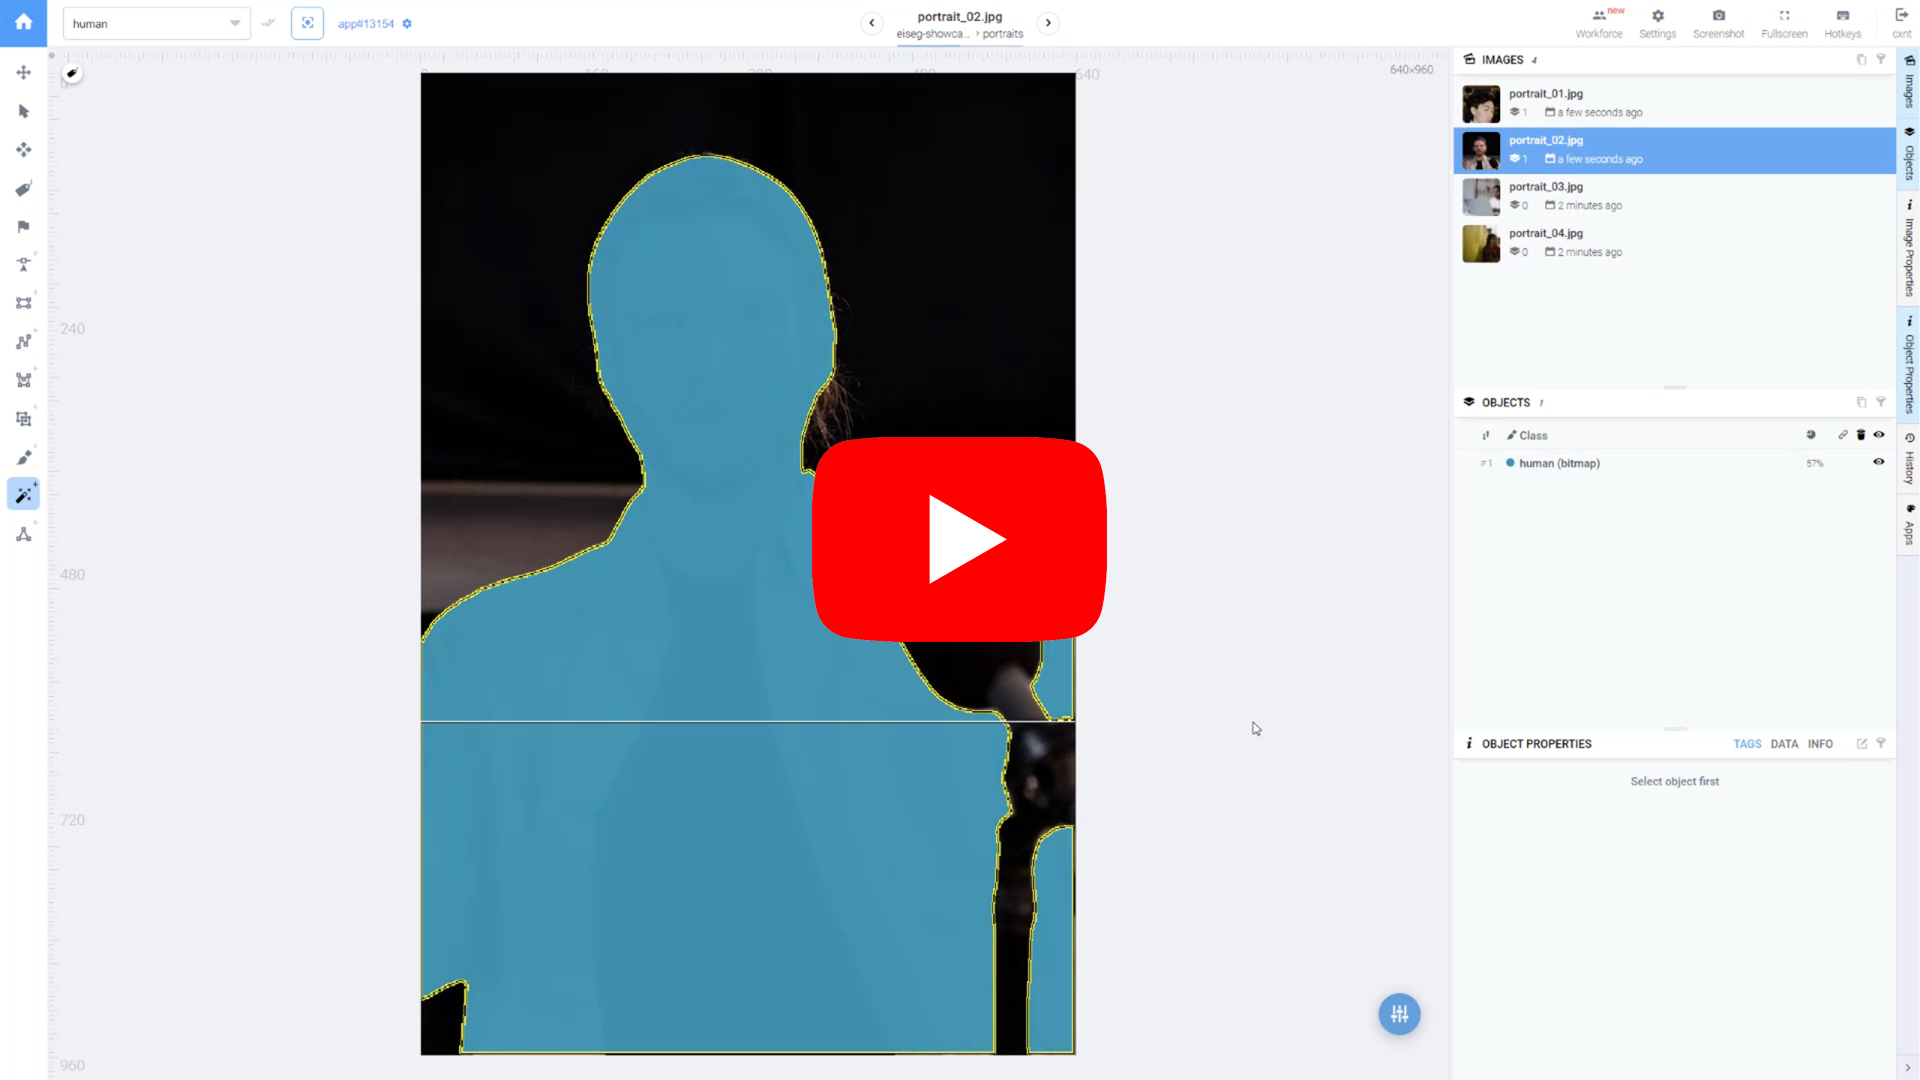 human
app#13154
portrait_02.jpg
eiseg-showca... > portraits
new
Workforce
Settings
Screenshot
Fullscreen
Hotkeys
cxnt
640
640×960
240
480
720
960
IMAGES 4
portrait_01.jpg
1 a few seconds ago
portrait_02.jpg
1 a few seconds ago
portrait_03.jpg
0 2 minutes ago
portrait_04.jpg
0 2 minutes ago
OBJECTS 1
Class
#1 human (bitmap) 57%
OBJECT PROPERTIES TAGS DATA INFO
Select object first
Images
Objects
Image Properties
Object Properties
History
Apps